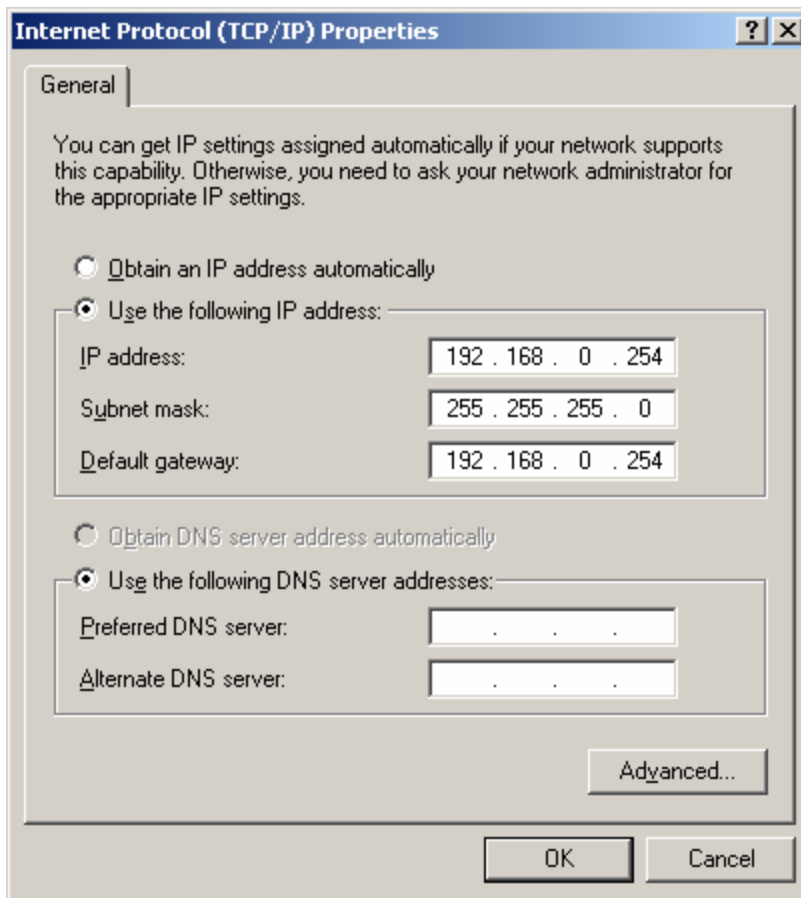 Internet Protocol (TCP/IP) Properties
General
You can get IP settings assigned automatically if your network supports
this capability. Otherwise, you need to ask your network administrator for
the appropriate IP settings.
Obtain an IP address automatically
Use the following IP address:
IP address: 192 . 168 . 0 . 254
Subnet mask: 255 . 255 . 255 . 0
Default gateway: 192 . 168 . 0 . 254
Obtain DNS server address automatically
Use the following DNS server addresses:
Preferred DNS server: . . .
Alternate DNS server: . . .
Advanced...
OK Cancel